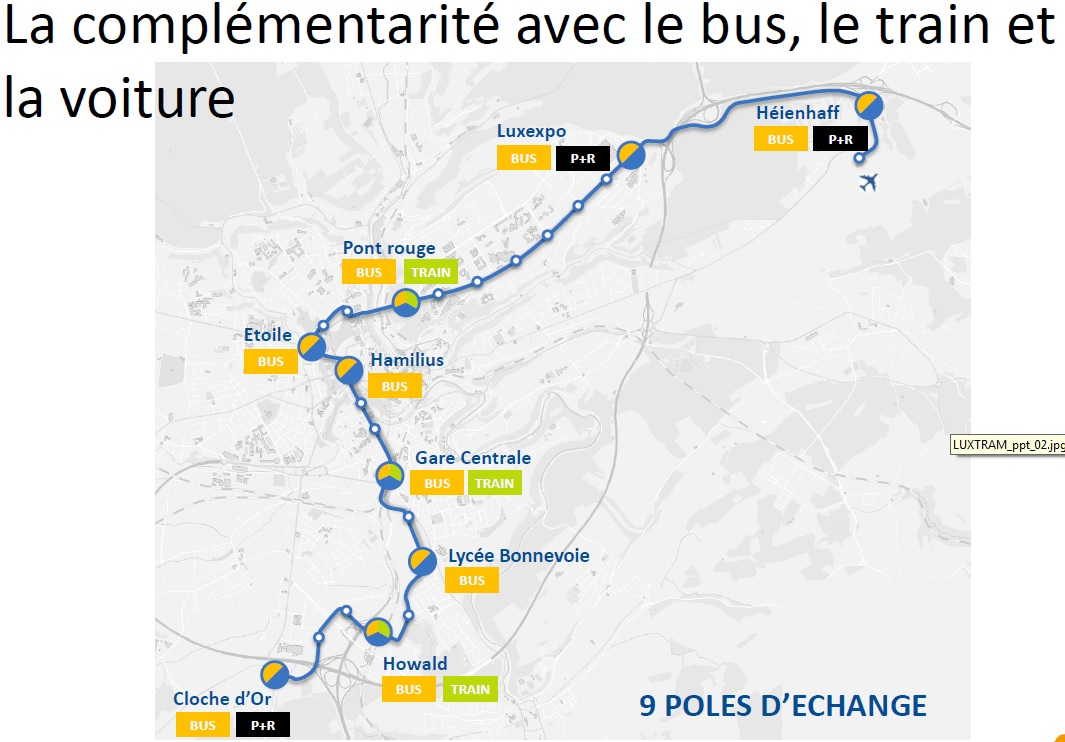 La complémentarité avec le bus, le train et
la voiture
Héienhaff
BUS P+R
Luxexpo
BUS P+R
Pont rouge
BUS TRAIN
Etoile
BUS
Hamilius
BUS
LUXTRAM_ppt_02.jpg
Gare Centrale
BUS TRAIN
Lycée Bonnevoie
BUS
Howald
BUS TRAIN
Cloche d’Or
BUS P+R
9 POLES D’ECHANGE